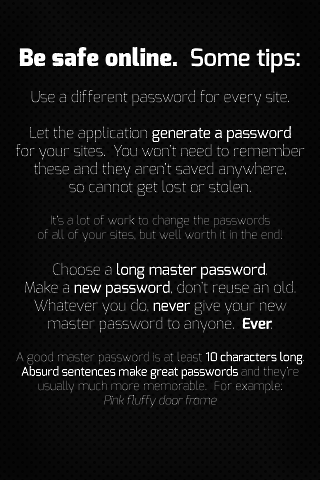 Be safe online. Some tips:
Use a different password for every site.
Let the application generate a password
for your sites. You won't need to remember
these and they aren't saved anywhere,
so cannot get lost or stolen.
It's a lot of work to change the passwords
of all of your sites, but well worth it in the end!
Choose a long master password.
Make a new password, don't reuse an old.
Whatever you do, never give your new
master password to anyone. Ever.
A good master password is at least 10 characters long.
Absurd sentences make great passwords and they're
usually much more memorable. For example:
Pink fluffy door frame